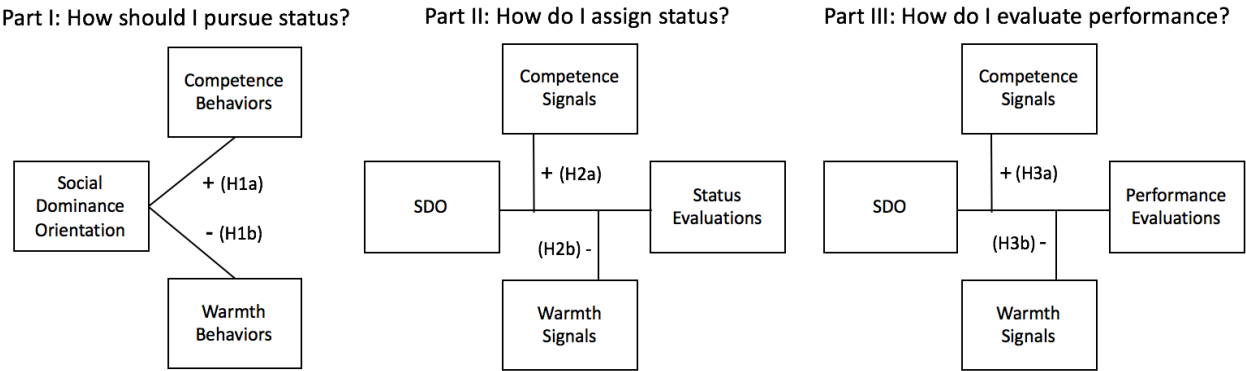 Part I: How should I pursue status?
Competence
Behaviors
Social
Dominance
Orientation
+ (H1a)
- (H1b)
Warmth
Behaviors
Part II: How do I assign status?
Competence
Signals
+ (H2a)
SDO
Status
Evaluations
(H2b) -
Warmth
Signals
Part III: How do I evaluate performance?
Competence
Signals
+ (H3a)
SDO
Performance
Evaluations
(H3b) -
Warmth
Signals